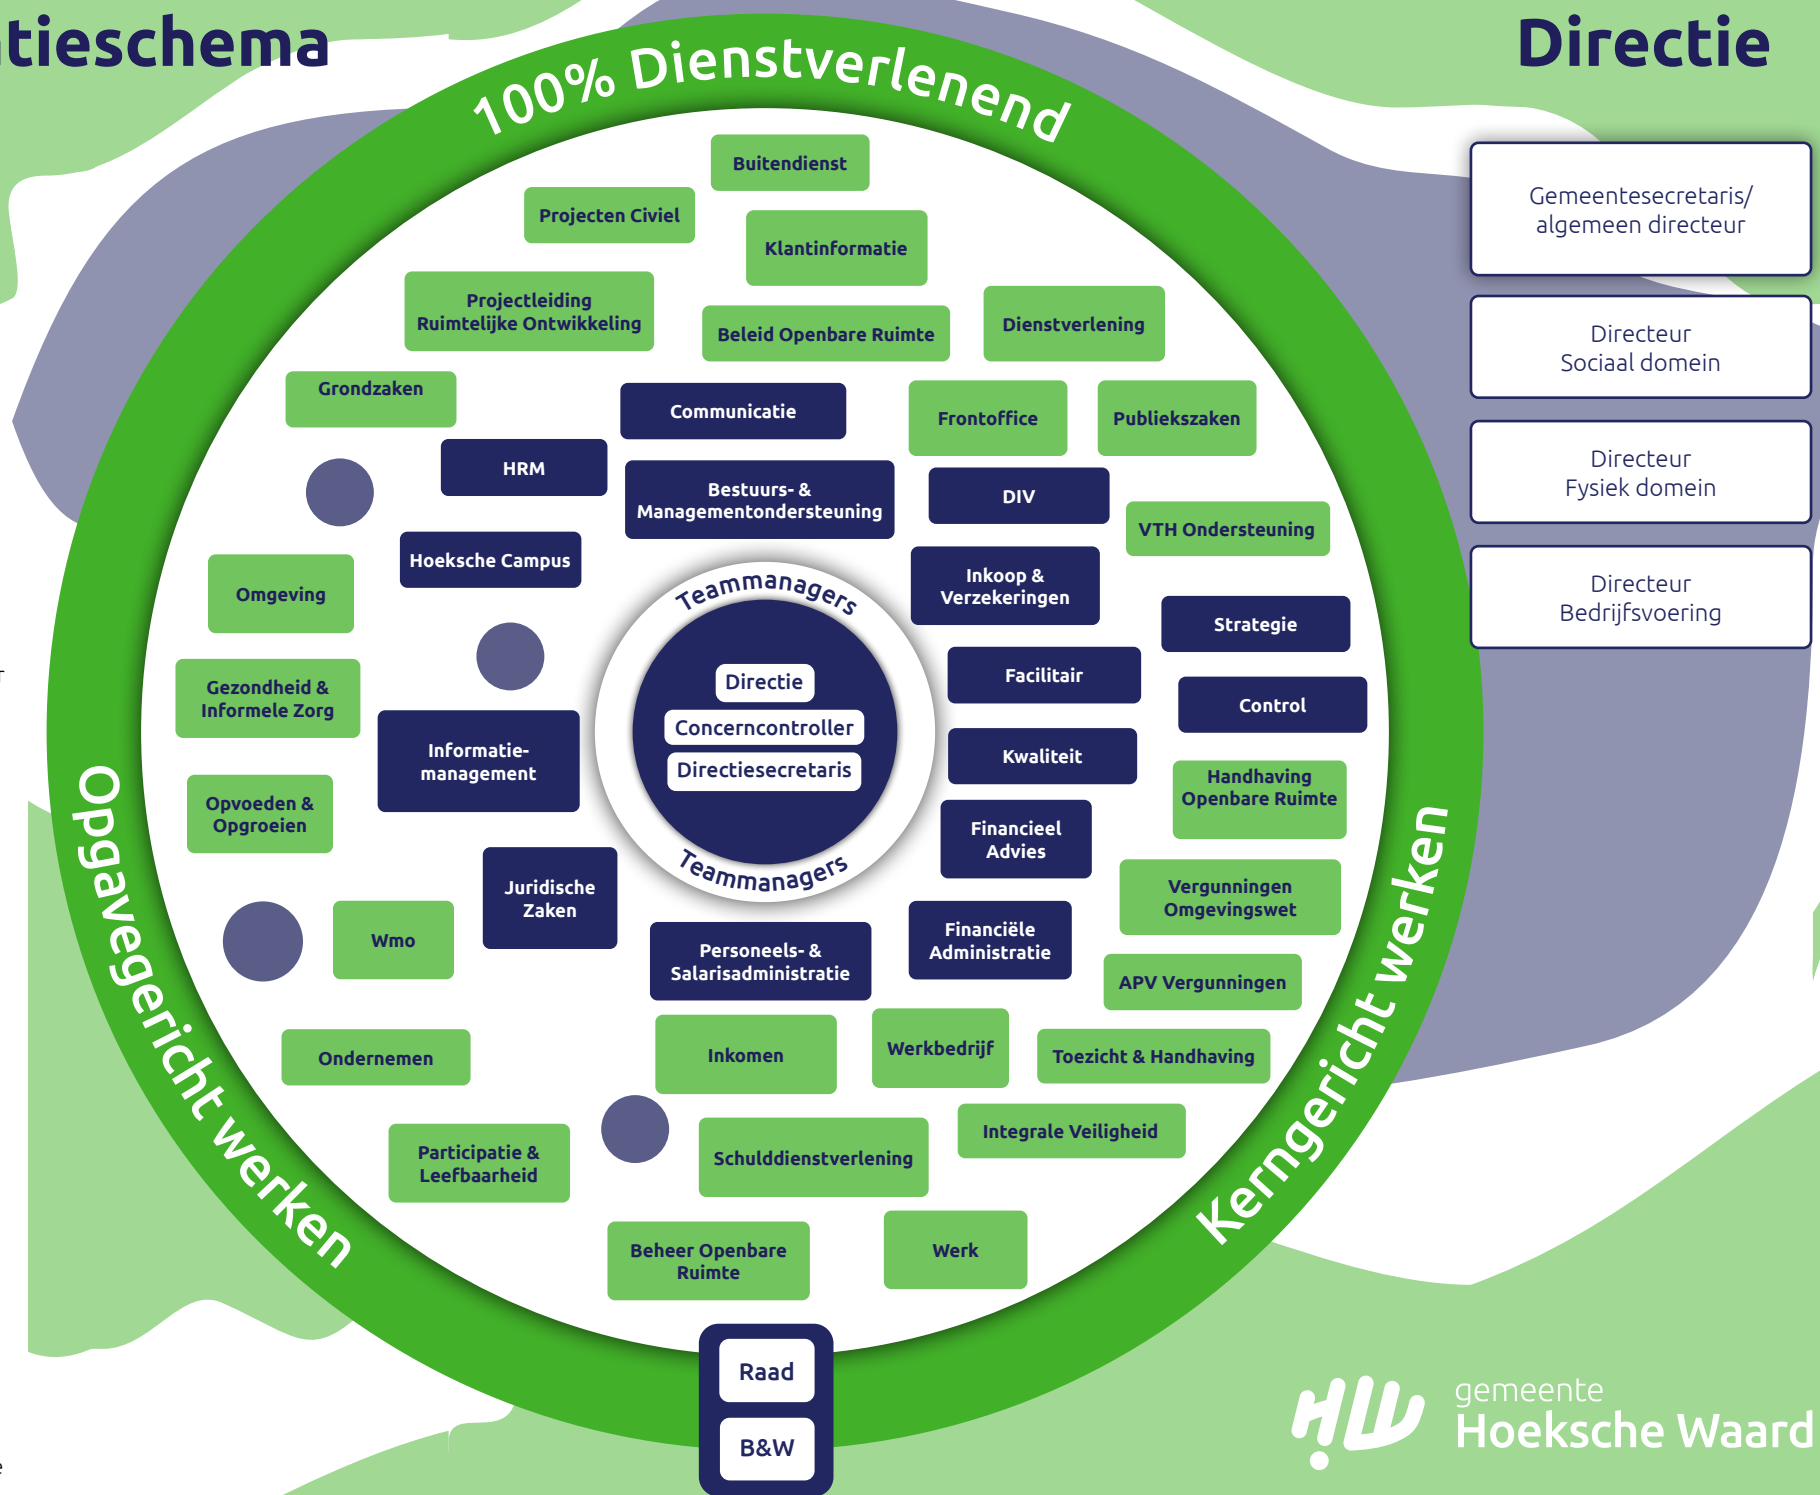 tieschema
Directie
100% Dienstverlenend
Opgavegericht werken
Kerngericht werken
Buitendienst
Projecten Civiel
Klantinformatie
Projectleiding
Ruimtelijke Ontwikkeling
Beleid Openbare Ruimte
Dienstverlening
Grondzaken
Communicatie
Frontoffice
Publiekszaken
HRM
Bestuurs- &
Managementondersteuning
DIV
VTH Ondersteuning
Hoeksche Campus
Inkoop &
Verzekeringen
Omgeving
Strategie
Teammanagers
Directie
Concerncontroller
Directiesecretaris
Teammanagers
Facilitair
Control
Gezondheid &
Informele Zorg
Informatie-
management
Kwaliteit
Handhaving
Openbare Ruimte
Opvoeden &
Opgroeien
Financieel
Advies
Juridische
Zaken
Vergunningen
Omgevingswet
Wmo
Personeels- &
Salarisadministratie
Financiële
Administratie
APV Vergunningen
Ondernemen
Inkomen
Werkbedrijf
Toezicht & Handhaving
Participatie &
Leefbaarheid
Schulddienstverlening
Integrale Veiligheid
Beheer Openbare
Ruimte
Werk
Raad
B&W
Gemeentesecretaris/
algemeen directeur
Directeur
Sociaal domein
Directeur
Fysiek domein
Directeur
Bedrijfsvoering
r
e
gemeente
Hoeksche Waard